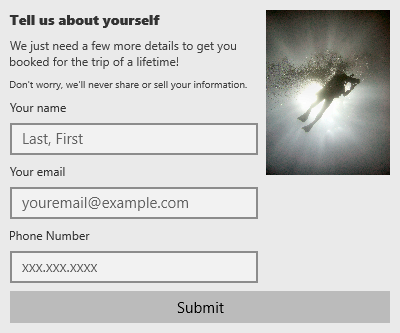 Tell us about yourself
We just need a few more details to get you
booked for the trip of a lifetime!
Don't worry, we'll never share or sell your information.
Your name
Last, First
Your email
youremail@example.com
Phone Number
xxx.xxx.xxxx
Submit